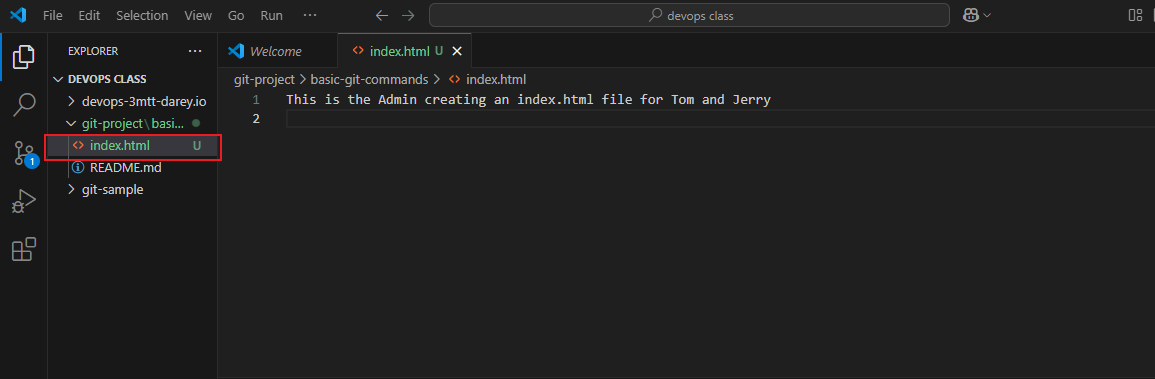 File Edit Selection View Go Run ··· devops class
EXPLORER ···
DEVOPS CLASS
devops-3mtt-darey.io
git-project\basi...
index.html U
README.md
git-sample
1
Welcome
index.html U
git-project > basic-git-commands > index.html
1 This is the Admin creating an index.html file for Tom and Jerry
2